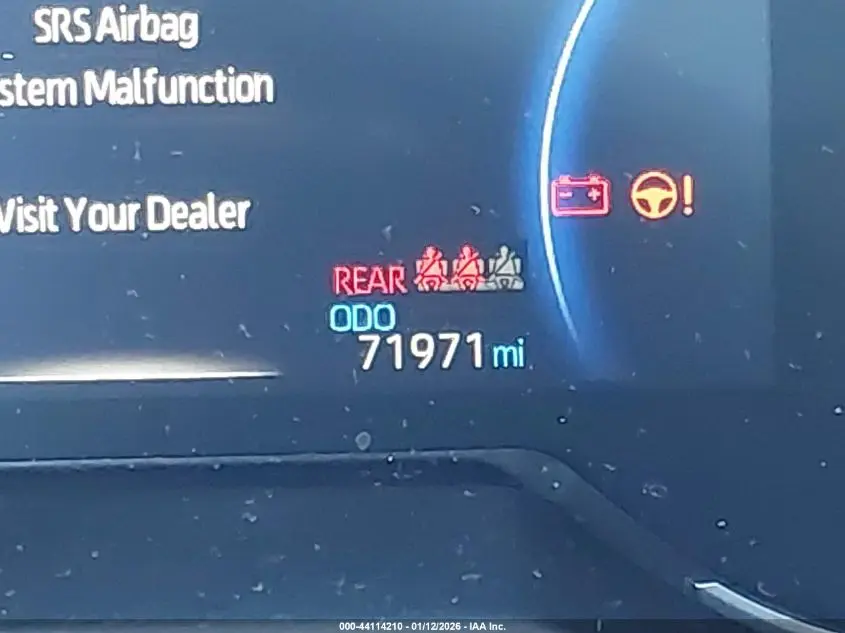 SRS Airbag
stem Malfunction
Visit Your Dealer
REAR
ODO
71971 mi
000-44114210 - 01/12/2026 - IAA Inc.